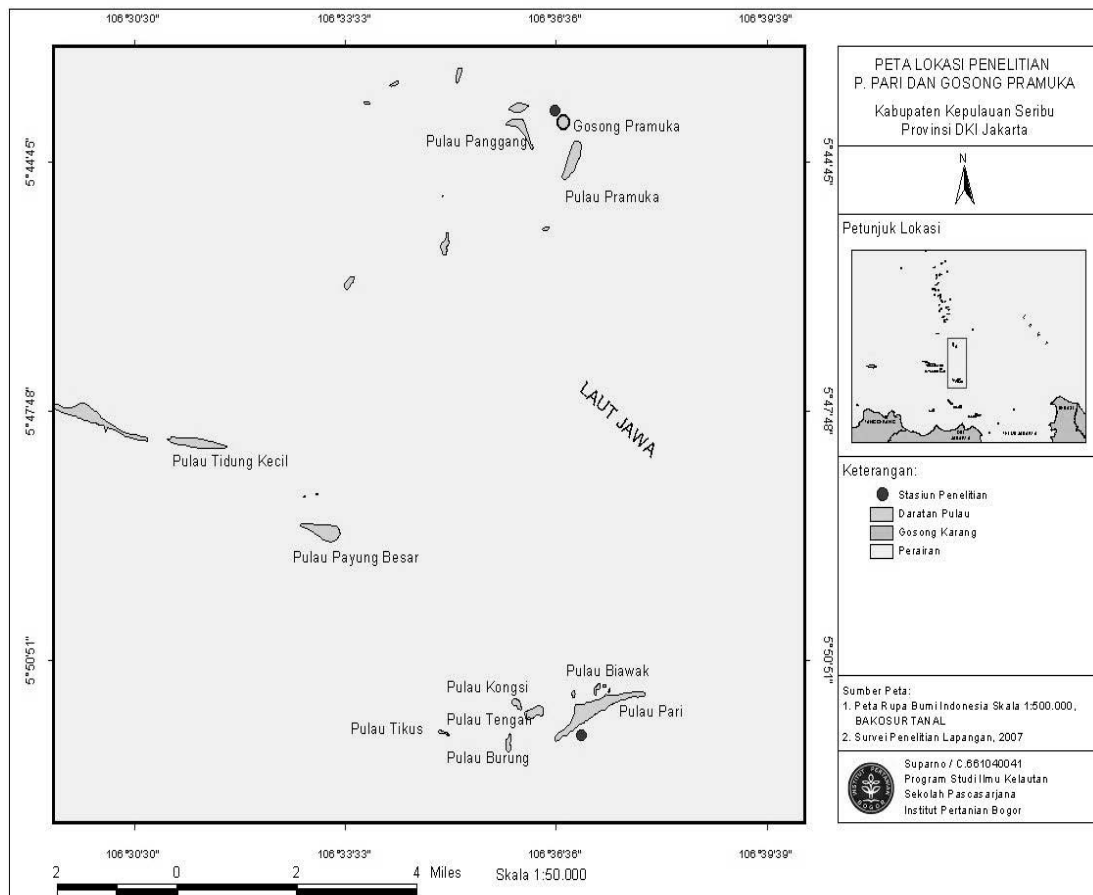 106°30'30"
106°33'33"
106°36'36"
106°39'39"
5°44'45"
5°47'48"
5°50'51"
Gosong Pramuka
Pulau Panggang
Pulau Pramuka
LAUT JAWA
Pulau Tidung Kecil
Pulau Payung Besar
Pulau Biawak
Pulau Kongsi
Pulau Pari
Pulau Tengah
Pulau Tikus
Pulau Burung
5°44'45"
5°47'48"
5°50'51"
106°30'30"
106°33'33"
106°36'36"
106°39'39"
2 0 2 4 Miles
Skala 1:50.000
PETA LOKASI PENELITIAN
P. PARI DAN GOSONG PRAMUKA
Kabupaten Kepulauan Seribu
Provinsi DKI Jakarta
N
Petunjuk Lokasi
Keterangan:
Stasiun Penelitian
Daratan Pulau
Gosong Karang
Perairan
Sumber Peta:
1. Peta Rupa Bumi Indonesia Skala 1:500.000,
BAKOSURTANAL
2. Survei Penelitian Lapangan, 2007
INSTITUT PERTANIAN
BOGOR
Suparno / C.661040041
Program Studi Ilmu Kelautan
Sekolah Pascasarjana
Institut Pertanian Bogor